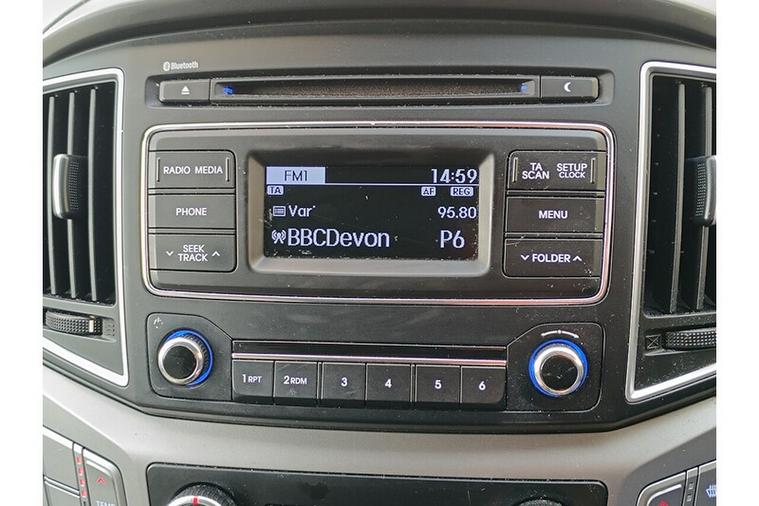 Bluetooth
RADIO MEDIA
PHONE
SEEK
TRACK
FM1 14:59
TA AF REG
Var 95.80
BBCDevon P6
TA
SCAN
SETUP
CLOCK
MENU
FOLDER
1 RPT 2 RDM 3 4 5 6
TEMP